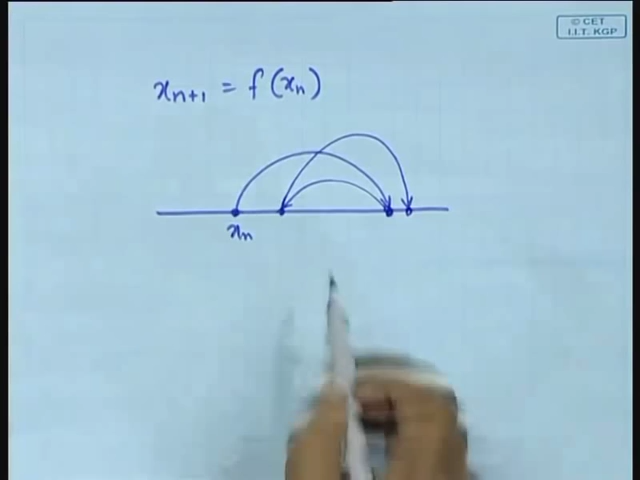 © CET
I.I.T. KGP
xₙ₊₁ = f(xₙ)
xₙ